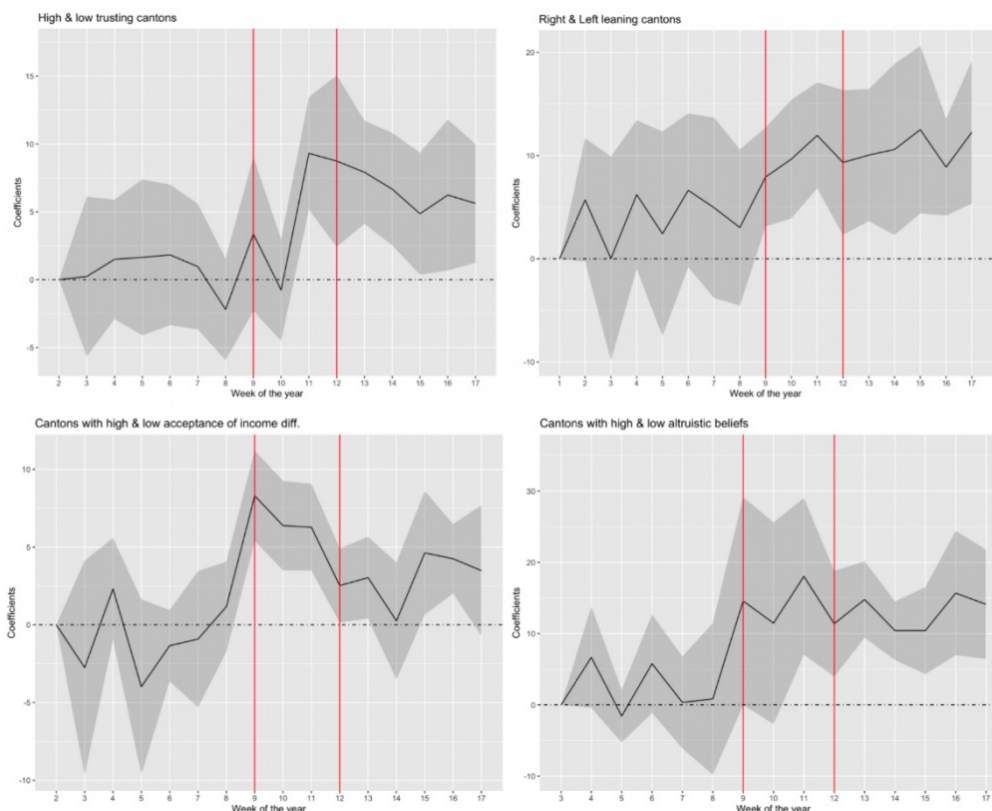 High & low trusting cantons
Coefficients
15
10
5
0
-5
2 3 4 5 6 7 8 9 10 11 12 13 14 15 16 17
Week of the year
Right & Left leaning cantons
Coefficients
20
10
0
-10
1 2 3 4 5 6 7 8 9 10 11 12 13 14 15 16 17
Week of the year
Cantons with high & low acceptance of income diff.
Coefficients
10
5
0
-5
-10
2 3 4 5 6 7 8 9 10 11 12 13 14 15 16 17
Week of the year
Cantons with high & low altruistic beliefs
Coefficients
30
20
10
0
-10
3 4 5 6 7 8 9 10 11 12 13 14 15 16 17
Week of the year